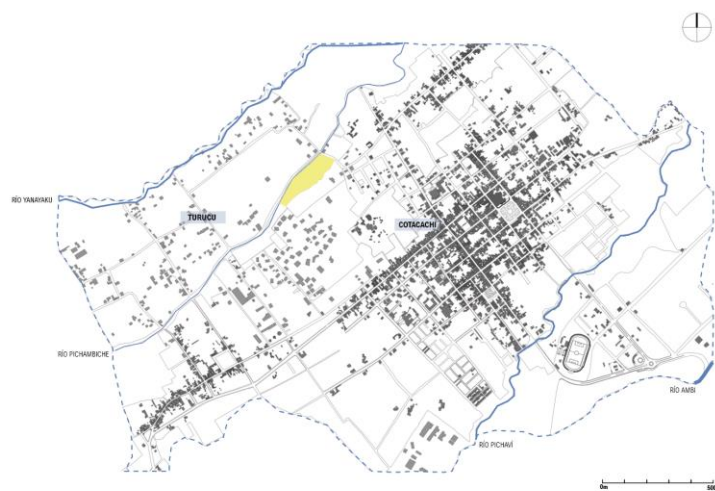 RÍO YANAYAKU
TURUCU
COTACACHI
RÍO PICHAMBICHE
RÍO AMBI
RÍO PICHAVÍ
0m